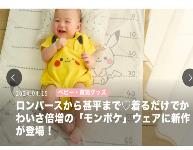 2024.04.15 ベビー・育児グッズ
ロンパースから甚平まで♡着るだけでか
わいさ倍増の「モンポケ」ウェアに新作
が登場！